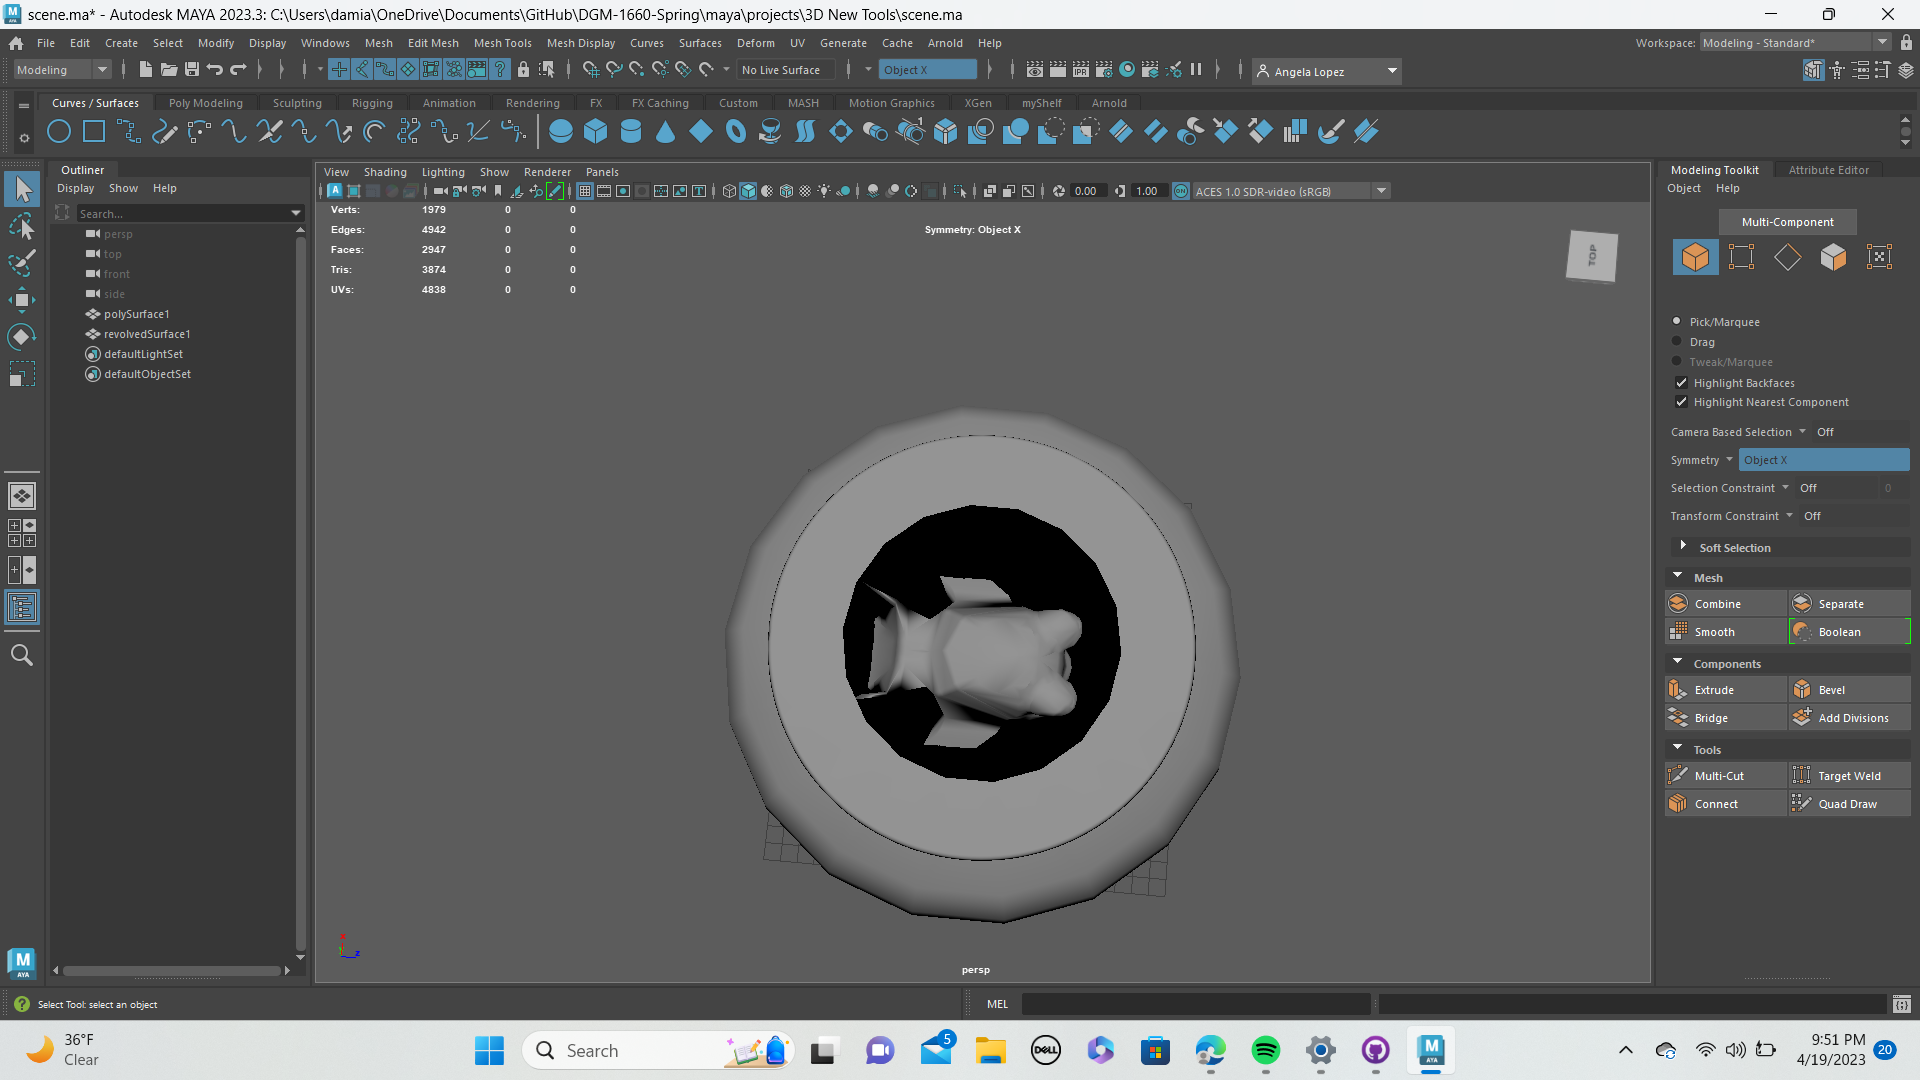 scene.ma* - Autodesk MAYA 2023.3: C:\Users\damia\OneDrive\Documents\GitHub\DGM-1660-Spring\maya\projects\3D New Tools\scene.ma
File Edit Create Select Modify Display Windows Mesh Edit Mesh Mesh Tools Mesh Display Curves Surfaces Deform UV Generate Cache Arnold Help
Workspace: Modeling - Standard*
Modeling
No Live Surface
Object X
IPR
Angela Lopez
Curves / Surfaces Poly Modeling Sculpting Rigging Animation Rendering FX FX Caching Custom MASH Motion Graphics XGen myShelf Arnold
Outliner
Display Show Help
Search...
persp
top
front
side
polySurface1
revolvedSurface1
defaultLightSet
defaultObjectSet
View Shading Lighting Show Renderer Panels
0.00
1.00
ON
ACES 1.0 SDR-video (sRGB)
Verts: 1979 0 0
Edges: 4942 0 0
Faces: 2947 0 0
Tris: 3874 0 0
UVs: 4838 0 0
Symmetry: Object X
TOP
persp
z
Modeling Toolkit
Attribute Editor
Object Help
Multi-Component
Pick/Marquee
Drag
Tweak/Marquee
Highlight Backfaces
Highlight Nearest Component
Camera Based Selection Off
Symmetry Object X
Selection Constraint Off 0
Transform Constraint Off
Soft Selection
Mesh
Combine Separate
Smooth Boolean
Components
Extrude Bevel
Bridge Add Divisions
Tools
Multi-Cut Target Weld
Connect Quad Draw
M
AYA
Select Tool: select an object
MEL
36°F
Clear
Search
5
DELL
M
AYA
9:51 PM
4/19/2023
20